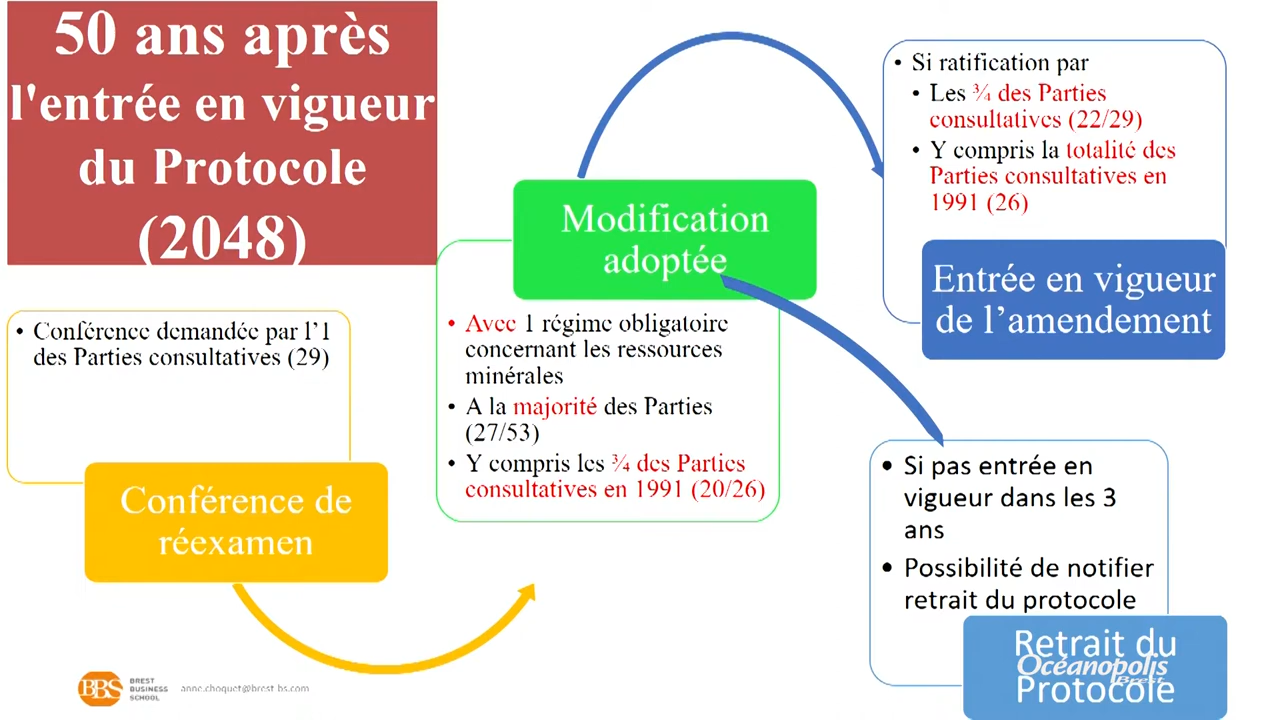 50 ans après
l'entrée en vigueur
du Protocole
(2048)
• Conférence demandée par l’1
des Parties consultatives (29)
Conférence de
réexamen
Modification
adoptée
• Avec 1 régime obligatoire
concernant les ressources
minérales
• A la majorité des Parties
(27/53)
• Y compris les ¾ des Parties
consultatives en 1991 (20/26)
• Si ratification par
• Les ¾ des Parties
consultatives (22/29)
• Y compris la totalité des
Parties consultatives en
1991 (26)
Entrée en vigueur
de l’amendement
• Si pas entrée en
vigueur dans les 3
ans
• Possibilité de notifier
retrait du protocole
Retrait du
Protocole
Océanopolis
Brest
BBS
BREST
BUSINESS
SCHOOL
anne.choquet@brest-bs.com